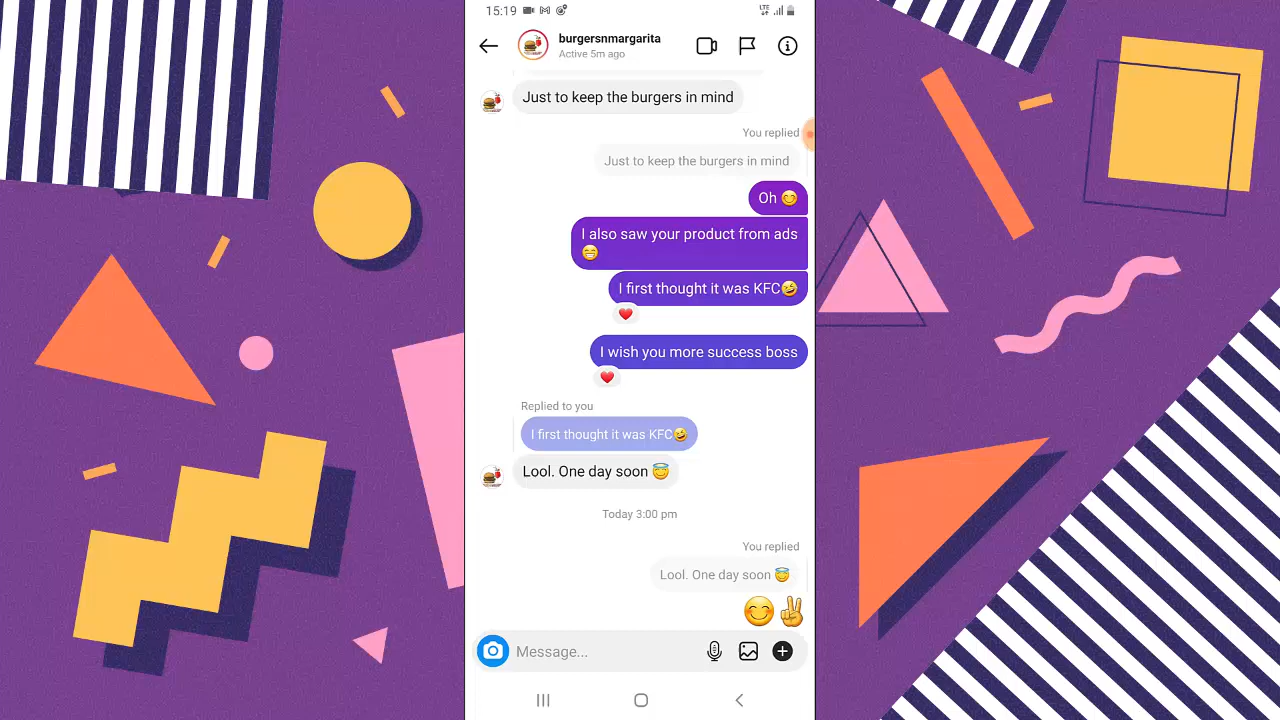 15:19
LTE
burgersnmargarita
Active 5m ago
Just to keep the burgers in mind
You replied
Just to keep the burgers in mind
Oh 😊
I also saw your product from ads
😁
I first thought it was KFC🤣
❤️
I wish you more success boss
❤️
Replied to you
I first thought it was KFC🤣
Lool. One day soon 😇
Today 3:00 pm
You replied
Lool. One day soon 😇
😊✌️
Message...